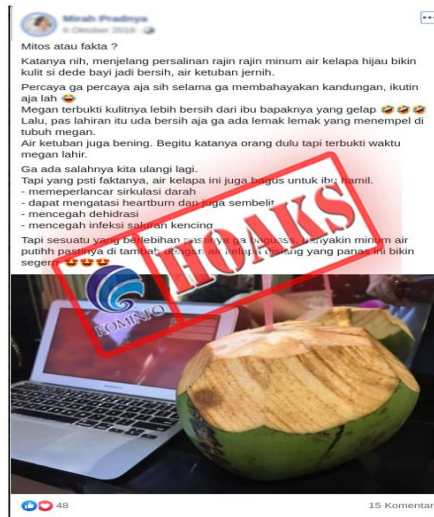 Mirah Pradnya
6 Oktober 2018
Mitos atau fakta ?
Katanya nih, menjelang persalinan rajin rajin minum air kelapa hijau bikin
kulit si dede bayi jadi bersih, air ketuban jernih.
Percaya ga percaya aja sih selama ga membahayakan kandungan, ikutin
aja lah
Megan terbukti kulitnya lebih bersih dari ibu bapaknya yang gelap
Lalu, pas lahiran itu uda bersih aja ga ada lemak lemak yang menempel di
tubuh megan.
Air ketuban juga bening. Begitu katanya orang dulu tapi terbukti waktu
megan lahir.
Ga ada salahnya kita ulangi lagi.
Tapi yang psti faktanya, air kelapa ini juga bagus untuk ibu hamil.
- memeperlancar sirkulasi darah
- dapat mengatasi heartburn dan juga sembelit
- mencegah dehidrasi
- mencegah infeksi saluran kencing
Tapi sesuatu yang berlebihan pastinya ga bagusss, banyakin minum air
putihh pastinya di tambah dengan air kelapa disiang yang panas ini bikin
segerr
HOAKS
KOMINFO
48
15 Komentar